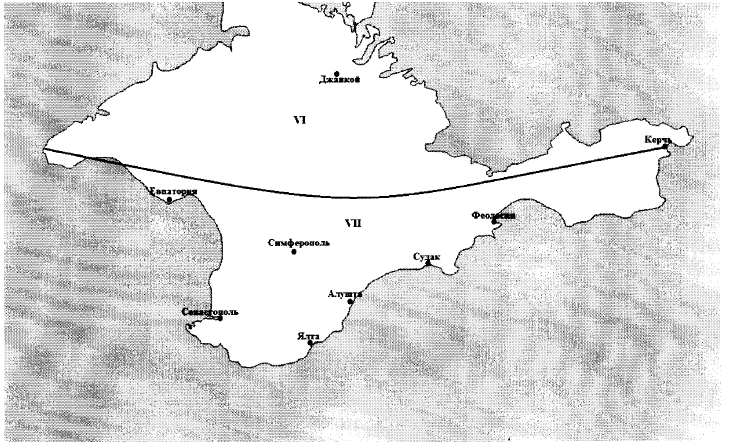 Джанкой
VI
Керчь
Евпатория
Феодосия
VII
Симферополь
Судак
Алушта
Севастополь
Ялта